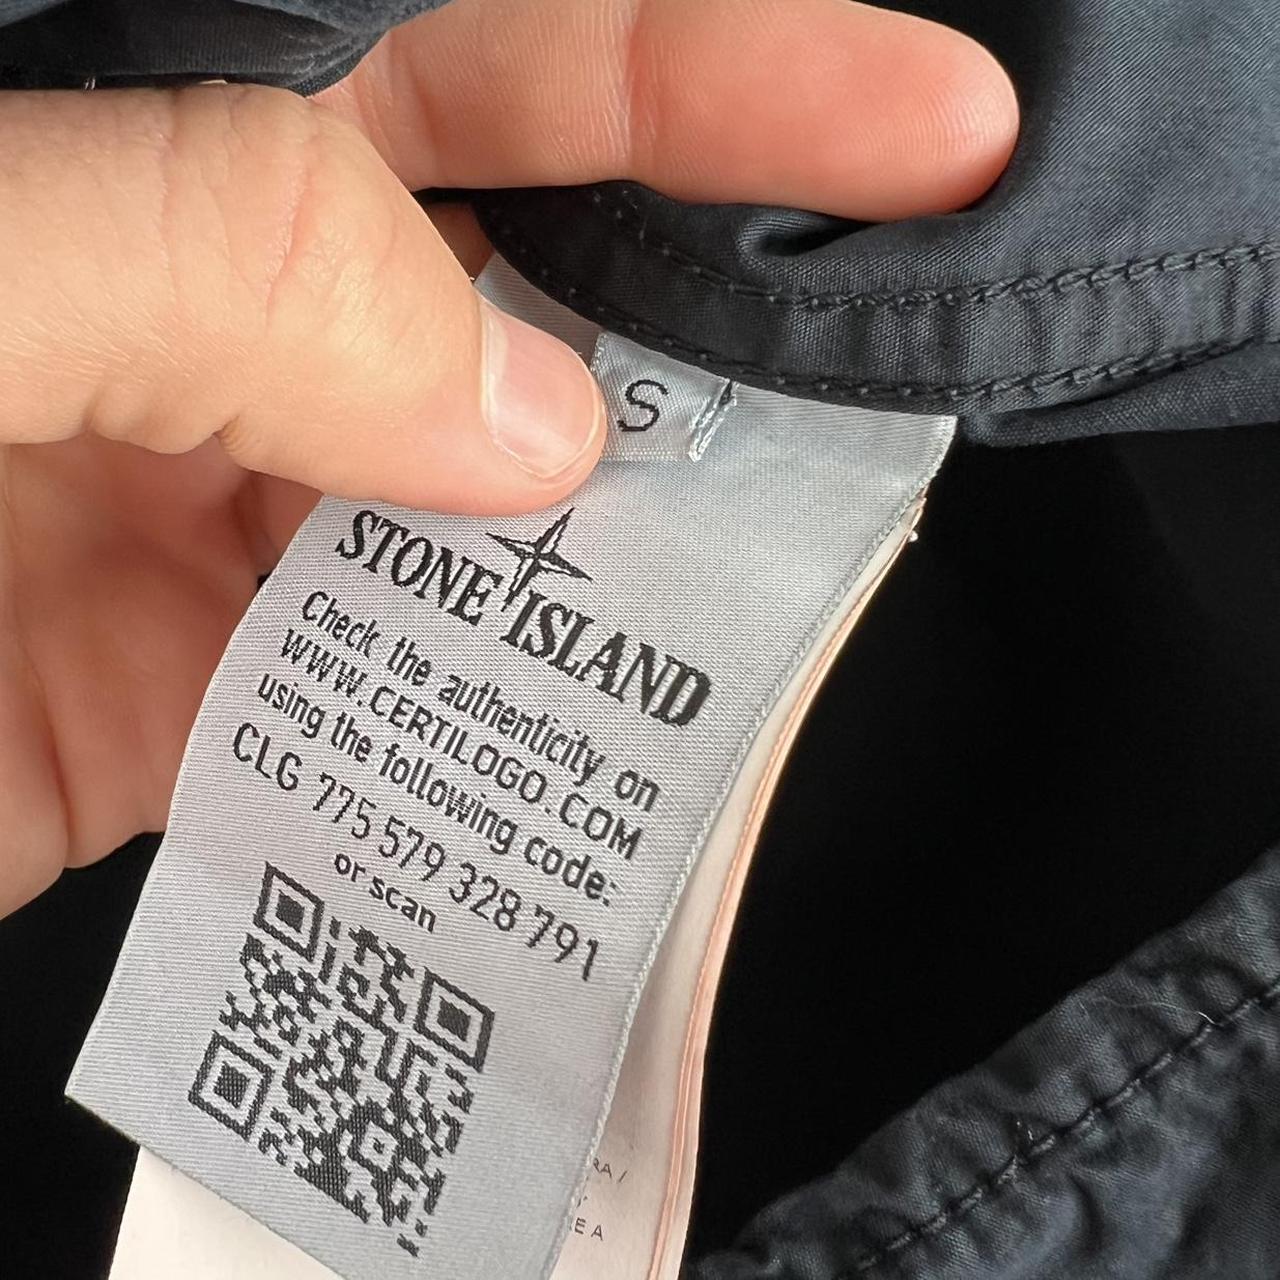 S
STONE ISLAND
Check the authenticity on
WWW.CERTILOGO.COM
using the following code:
CLG 775 579 328 791
or scan
RA /
E A